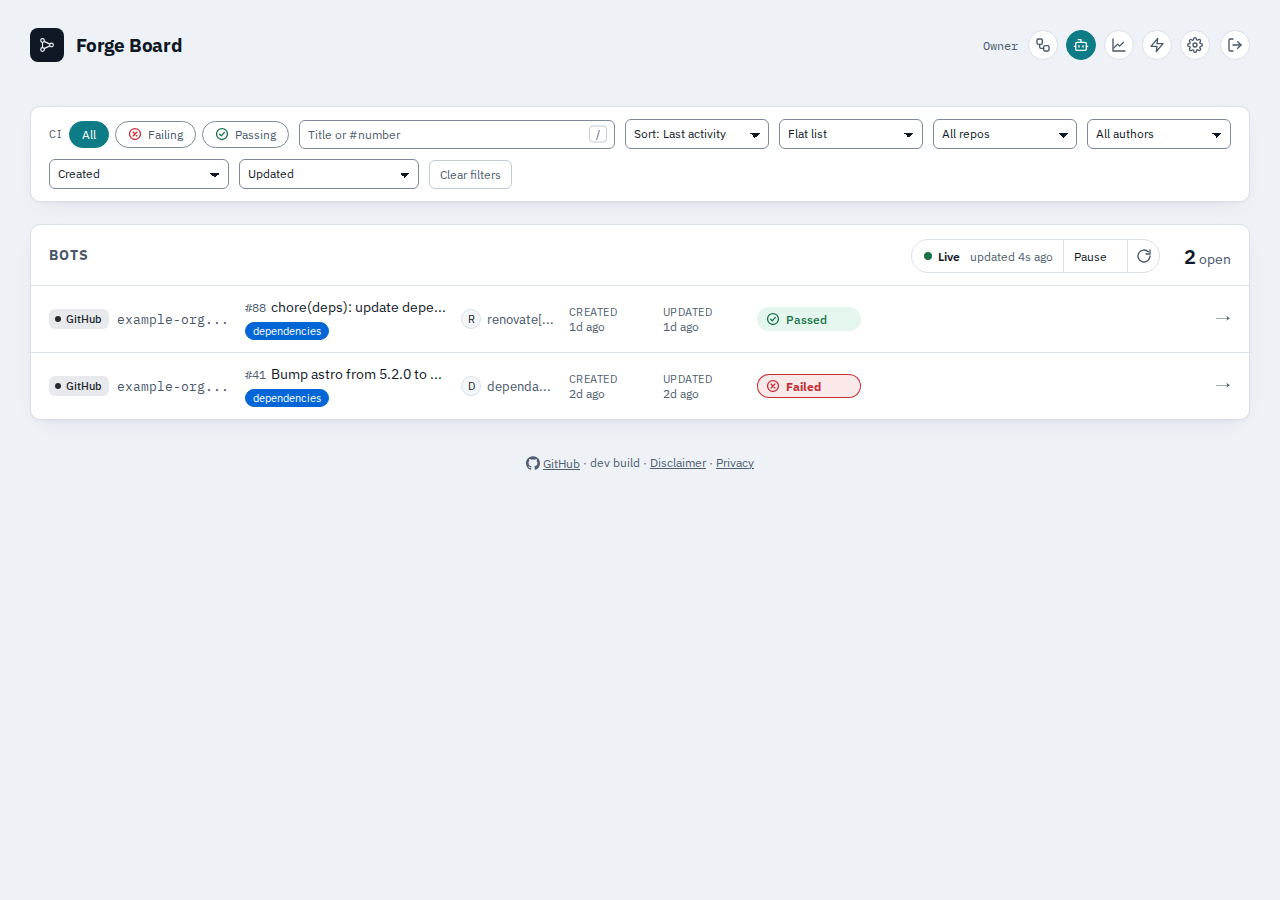 Forge Board
Owner
CI All Failing Passing Title or #number / Sort: Last activity Flat list All repos All authors
Created Updated Clear filters
BOTS
Live updated 4s ago Pause 2 open
GitHub example-org... #88 chore(deps): update depe... R renovate[... CREATED UPDATED Passed →
dependencies 1d ago 1d ago
GitHub example-org... #41 Bump astro from 5.2.0 to ... D dependa... CREATED UPDATED Failed →
dependencies 2d ago 2d ago
GitHub · dev build · Disclaimer · Privacy